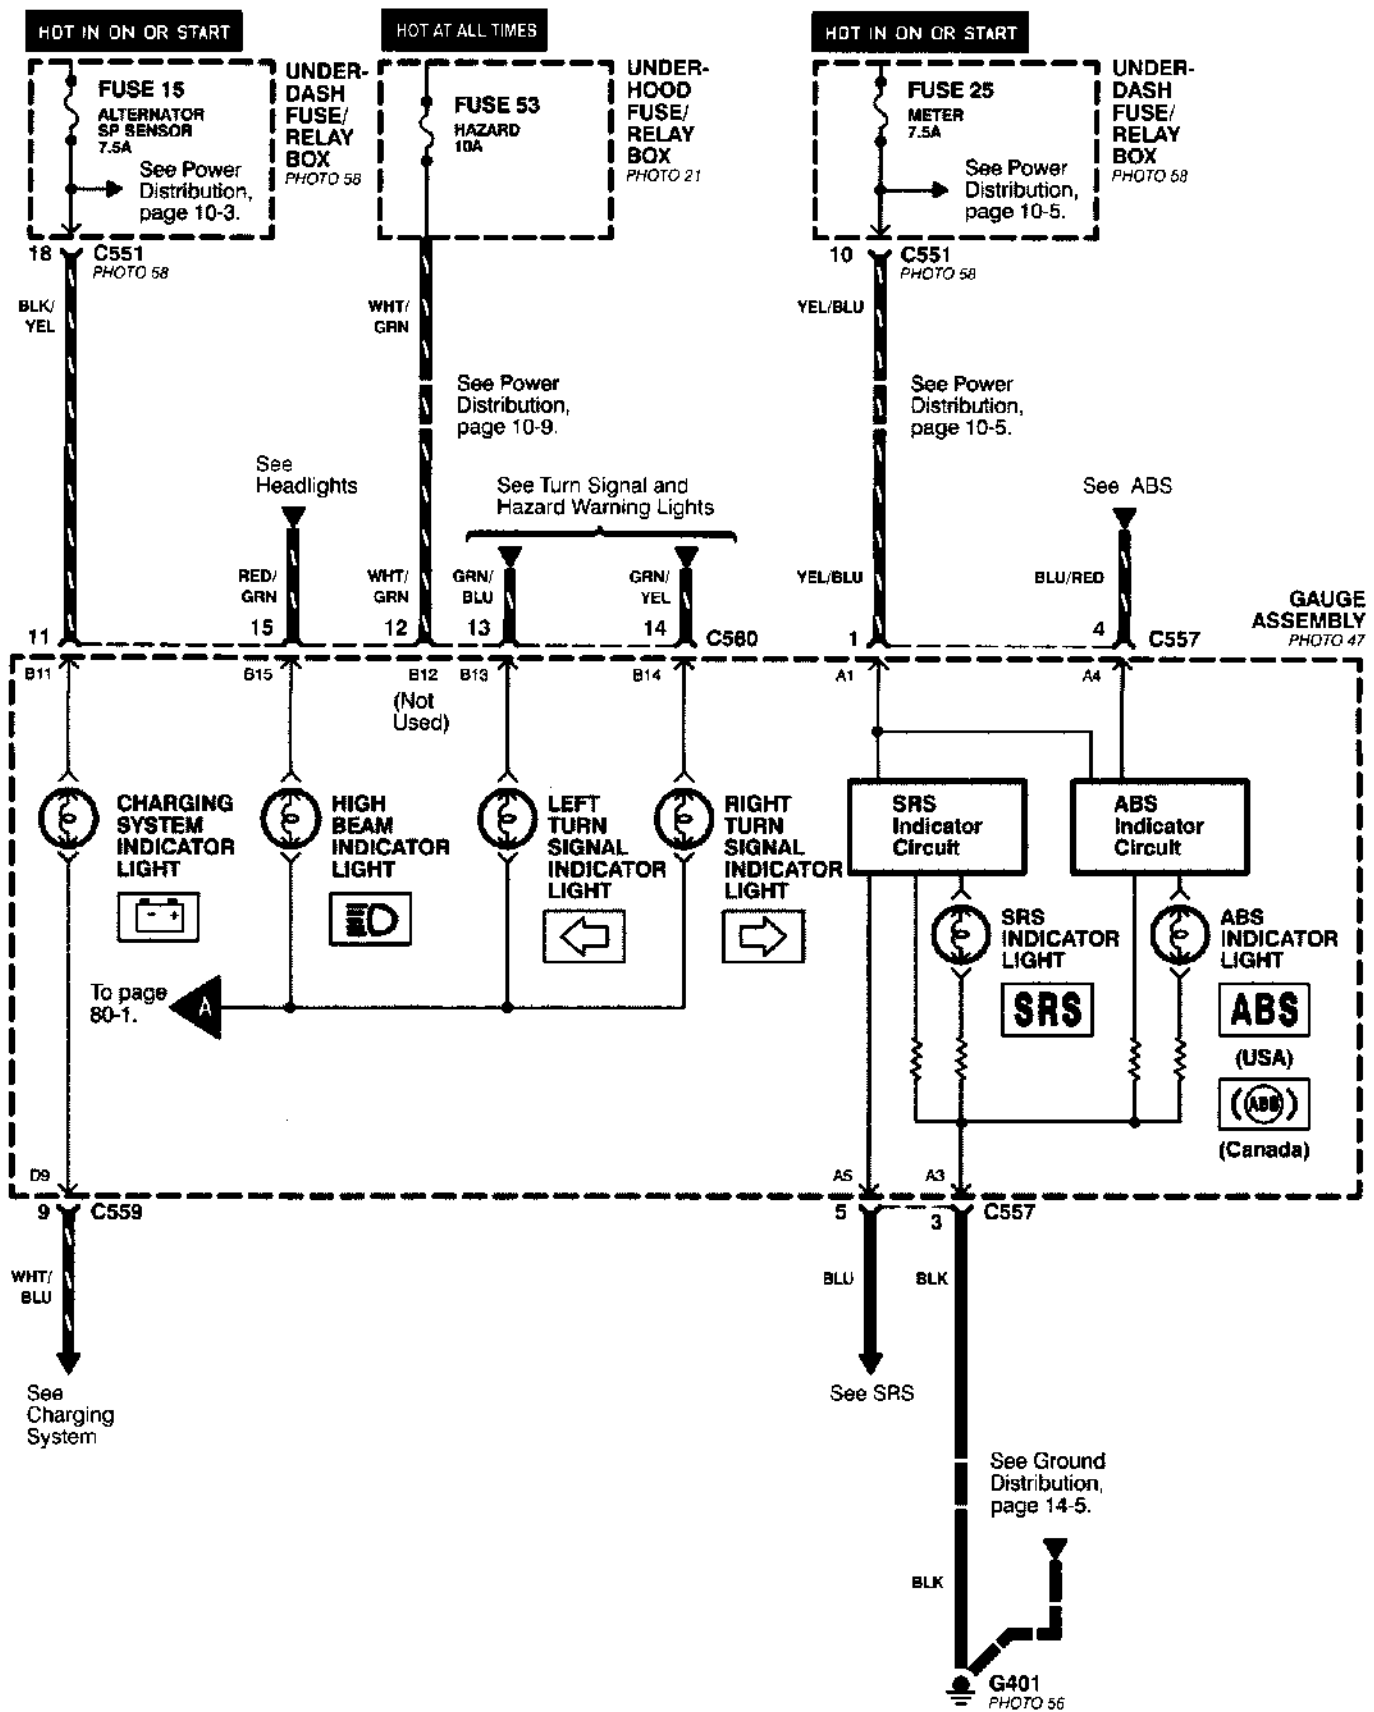 HOT IN ON OR START
HOT AT ALL TIMES
HOT IN ON OR START
FUSE 15
ALTERNATOR
SP SENSOR
7.5A
See Power
Distribution,
page 10-3.
UNDER-
DASH
FUSE/
RELAY
BOX
PHOTO 58
FUSE 53
HAZARD
10A
UNDER-
HOOD
FUSE/
RELAY
BOX
PHOTO 21
FUSE 25
METER
7.5A
See Power
Distribution,
page 10-5.
UNDER-
DASH
FUSE/
RELAY
BOX
PHOTO 58
18
C551
PHOTO 58
10
C551
PHOTO 58
BLK/
YEL
WHT/
GRN
YEL/BLU
See Power
Distribution,
page 10-9.
See Power
Distribution,
page 10-5.
See
Headlights
See Turn Signal and
Hazard Warning Lights
See ABS
RED/
GRN
WHT/
GRN
GRN/
BLU
GRN/
YEL
YEL/BLU
BLU/RED
GAUGE
ASSEMBLY
PHOTO 47
11
15
12
13
14
C560
1
4
C557
B11
B15
B12
(Not
Used)
B13
B14
A1
A4
CHARGING
SYSTEM
INDICATOR
LIGHT
HIGH
BEAM
INDICATOR
LIGHT
LEFT
TURN
SIGNAL
INDICATOR
LIGHT
RIGHT
TURN
SIGNAL
INDICATOR
LIGHT
SRS
Indicator
Circuit
ABS
Indicator
Circuit
SRS
INDICATOR
LIGHT
SRS
ABS
INDICATOR
LIGHT
ABS
(USA)
(ABS)
(Canada)
To page
80-1.
A
D9
A5
A3
9
C559
5
3
C557
WHT/
BLU
BLU
BLK
See
Charging
System
See SRS
See Ground
Distribution,
page 14-5.
BLK
G401
PHOTO 56